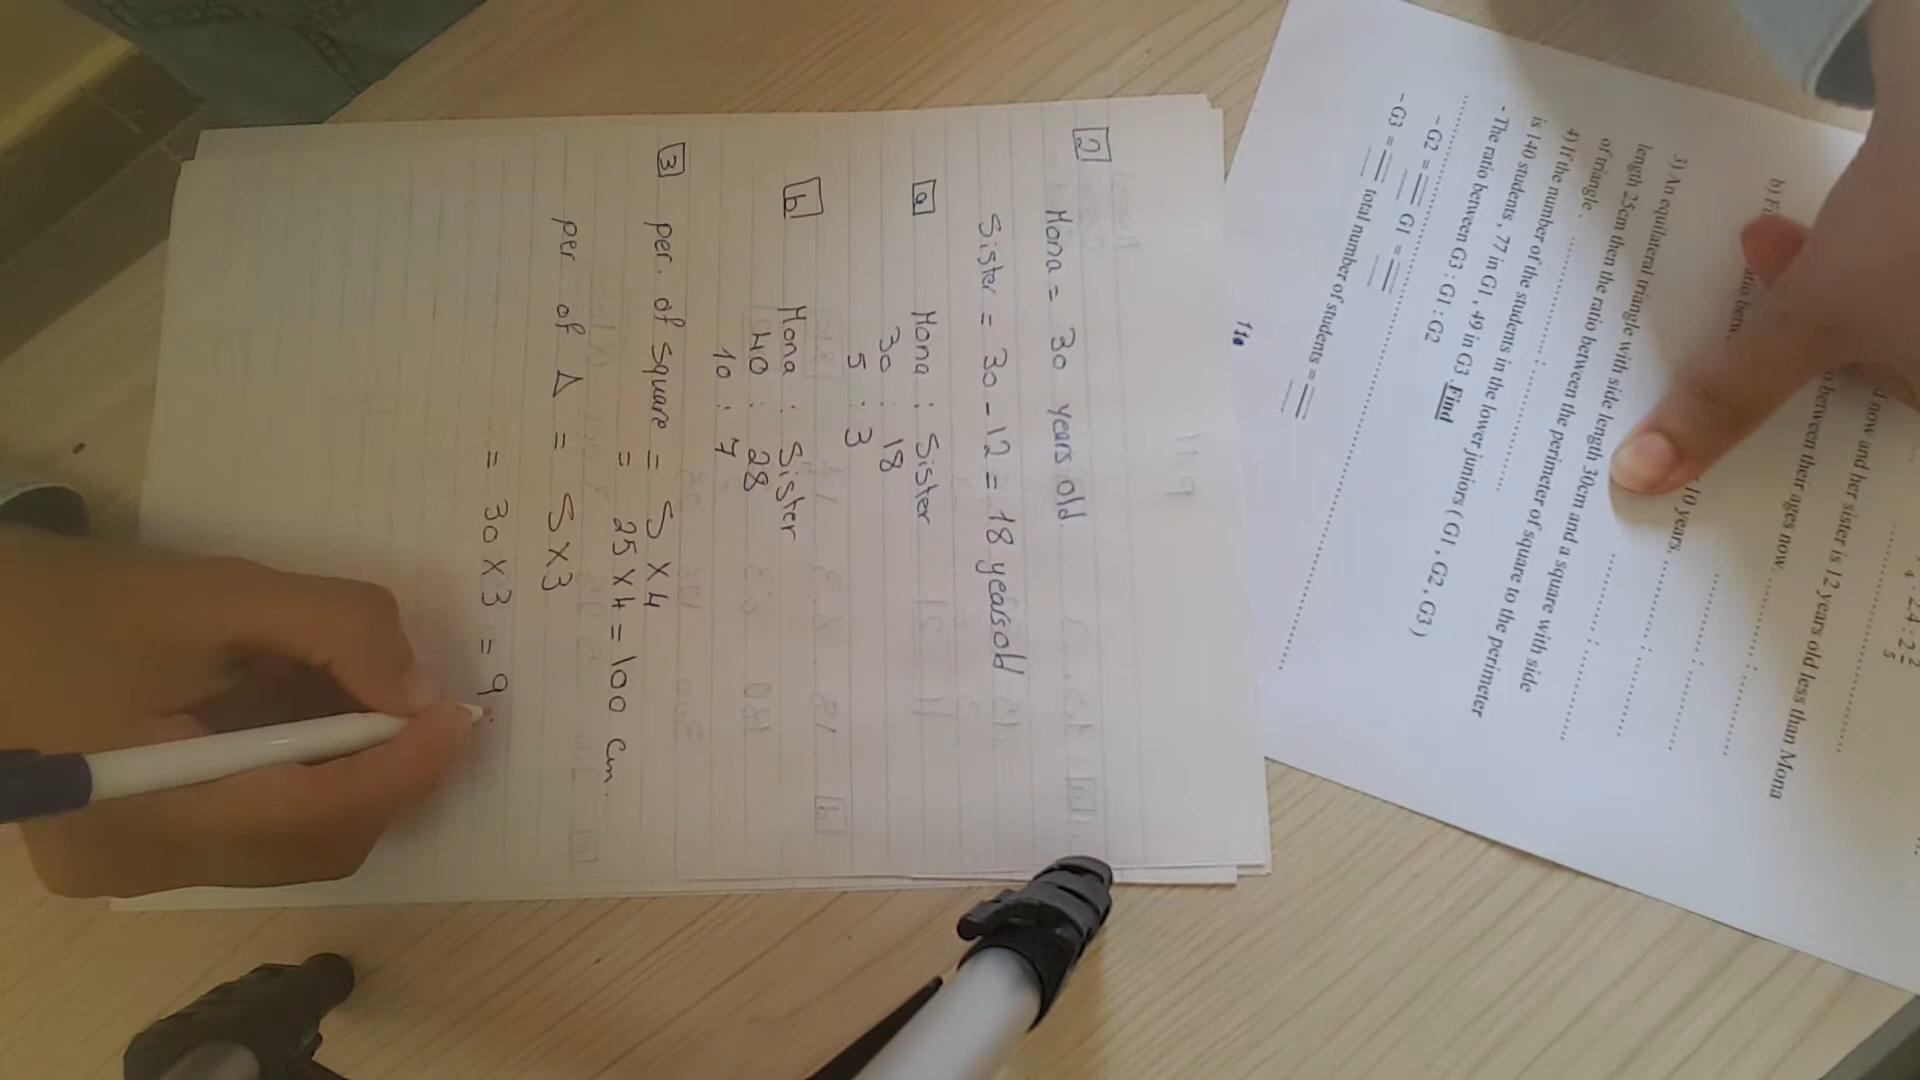 2
Mona = 30 years old.
Sister = 30 - 12 = 18 years old
a Mona : Sister
30 : 18
5 : 3
b Mona : Sister
40 : 28
10 : 7
3 per. of square = S × 4
= 25 × 4 = 100 cm.
per. of Δ = S × 3
= 30 × 3 = 9
now and her sister is 12 years old less than Mona
between their ages now.
b)
10 years.
3) An equilateral triangle with side length 30cm and a square with side
length 25cm then the ratio between the perimeter of square to the perimeter
of triangle.
4) If the number of the students in the lower juniors ( G1 , G2 , G3 )
is 140 students , 77 in G1 , 49 in G3 .Find
- The ratio between G3 : G1 : G2
- G2 = G1 =
- G3 = total number of students =